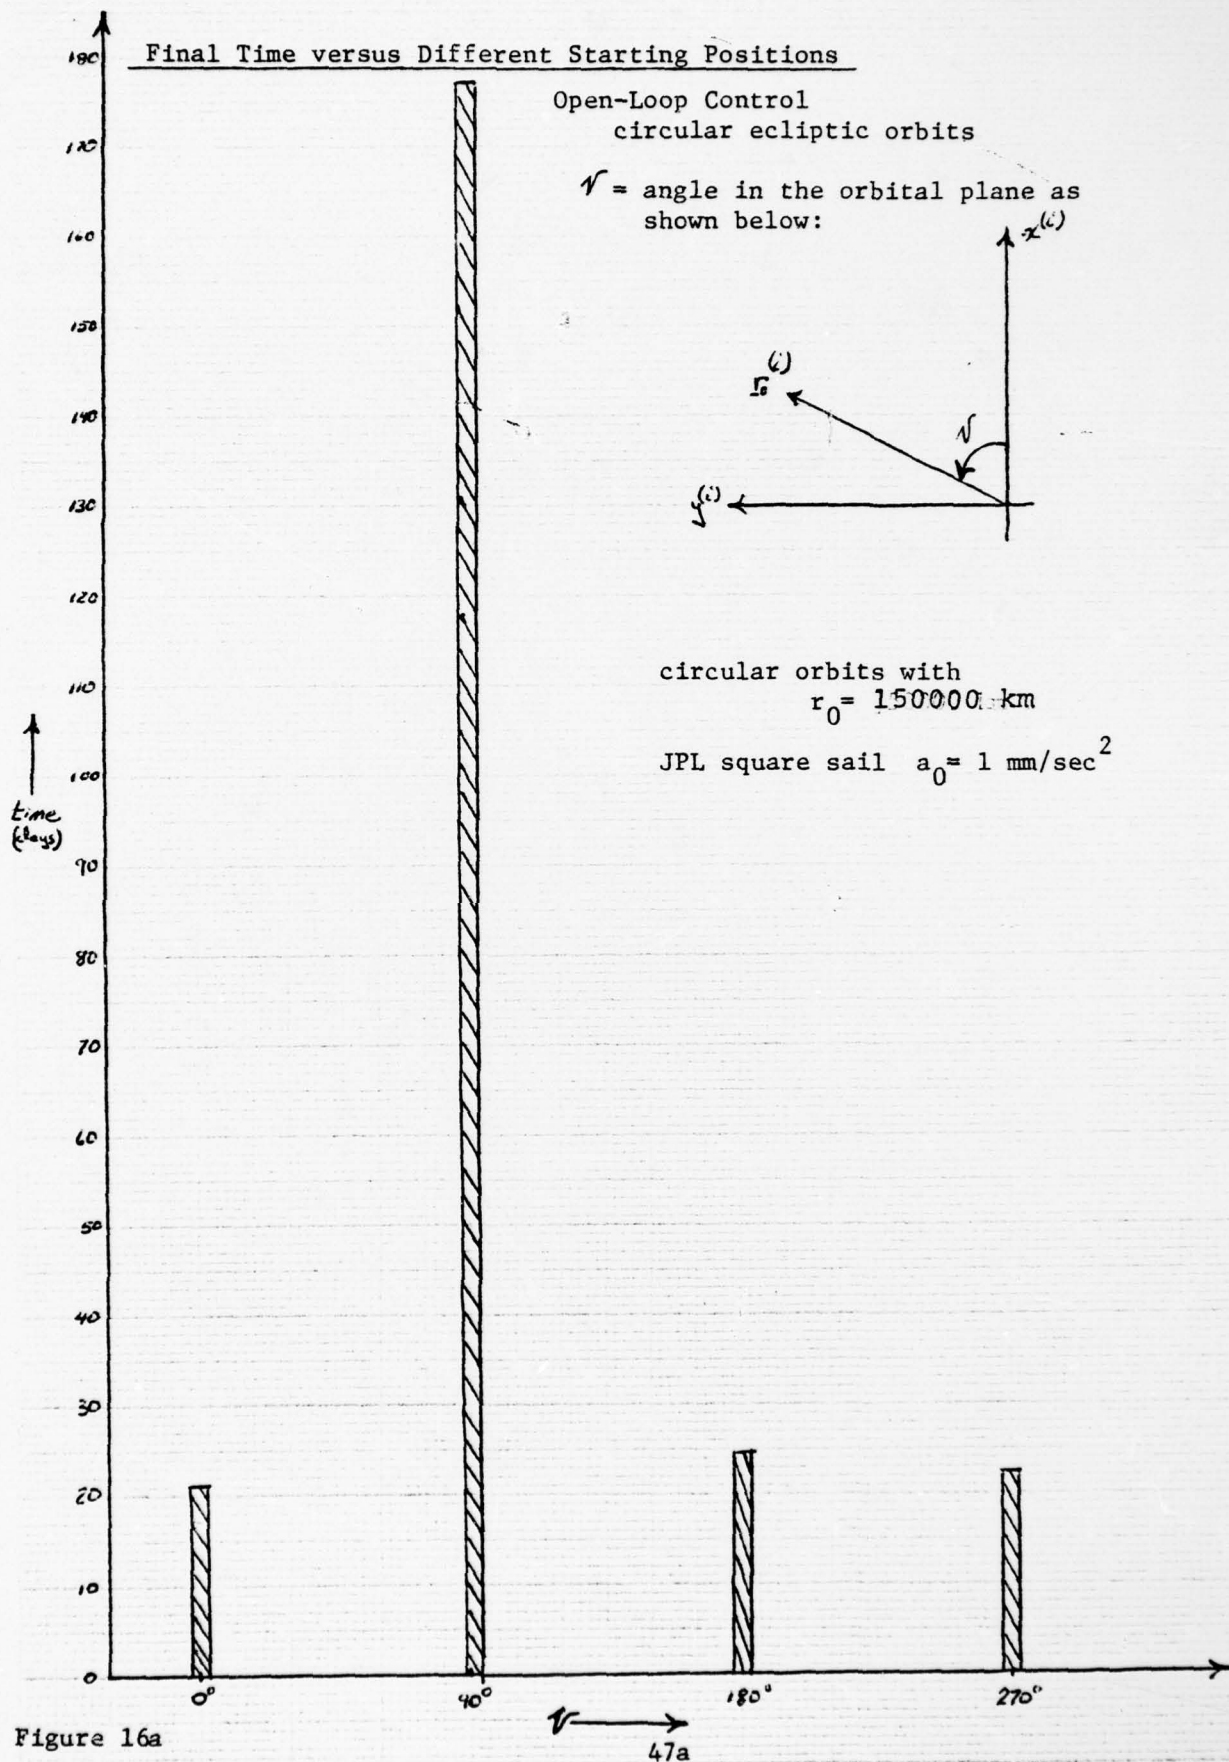 Final Time versus Different Starting Positions
Open-Loop Control
circular ecliptic orbits
ν = angle in the orbital plane as
shown below:
x(i)
r₀(i)
ν
y(i)
circular orbits with
r₀= 150000 km
JPL square sail a₀= 1 mm/sec²
180
170
160
150
140
130
120
110
100
90
80
70
60
50
40
30
20
10
0
time
(days)
0°
90°
180°
270°
ν
Figure 16a
47a